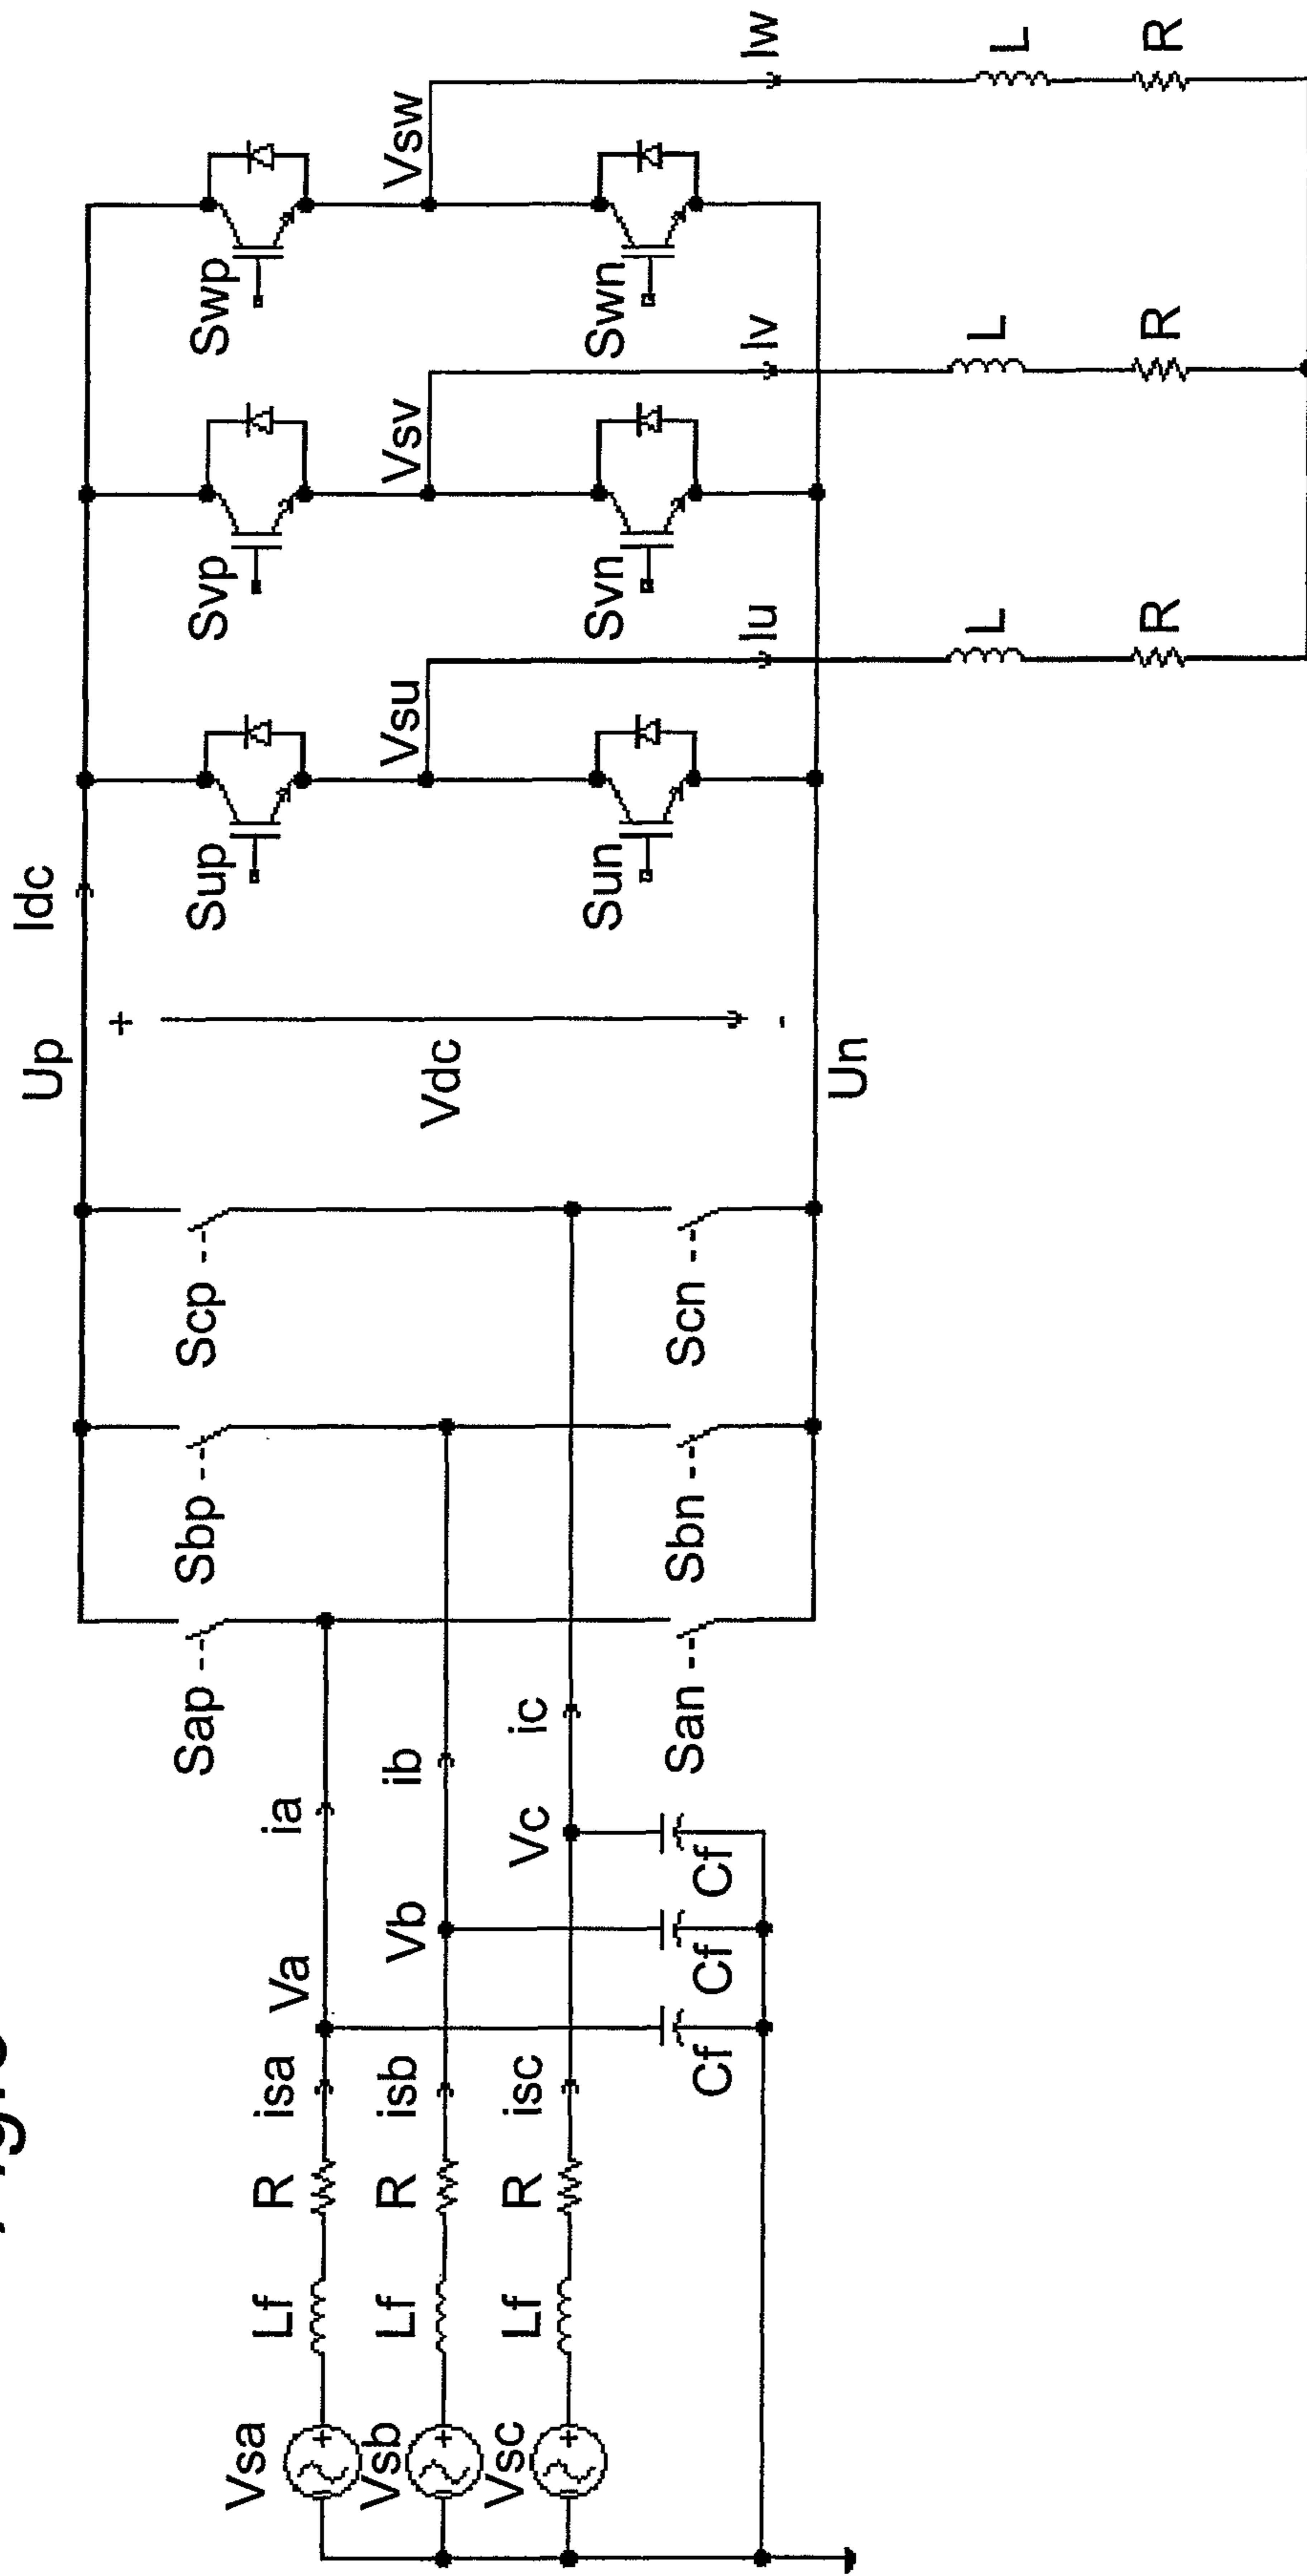 Up Idc
+
Sap Sbp Scp Sup Svp Swp
Vsa Lf R isa Va ia
Vsb Lf R isb Vb ib Vdc Vsu Vsv Vsw
Vsc Lf R isc Vc ic
Sun Svn Swn
San Sbn Scn
Cf Cf Cf
Iu Iv Iw
-
Un
L L L
R R R